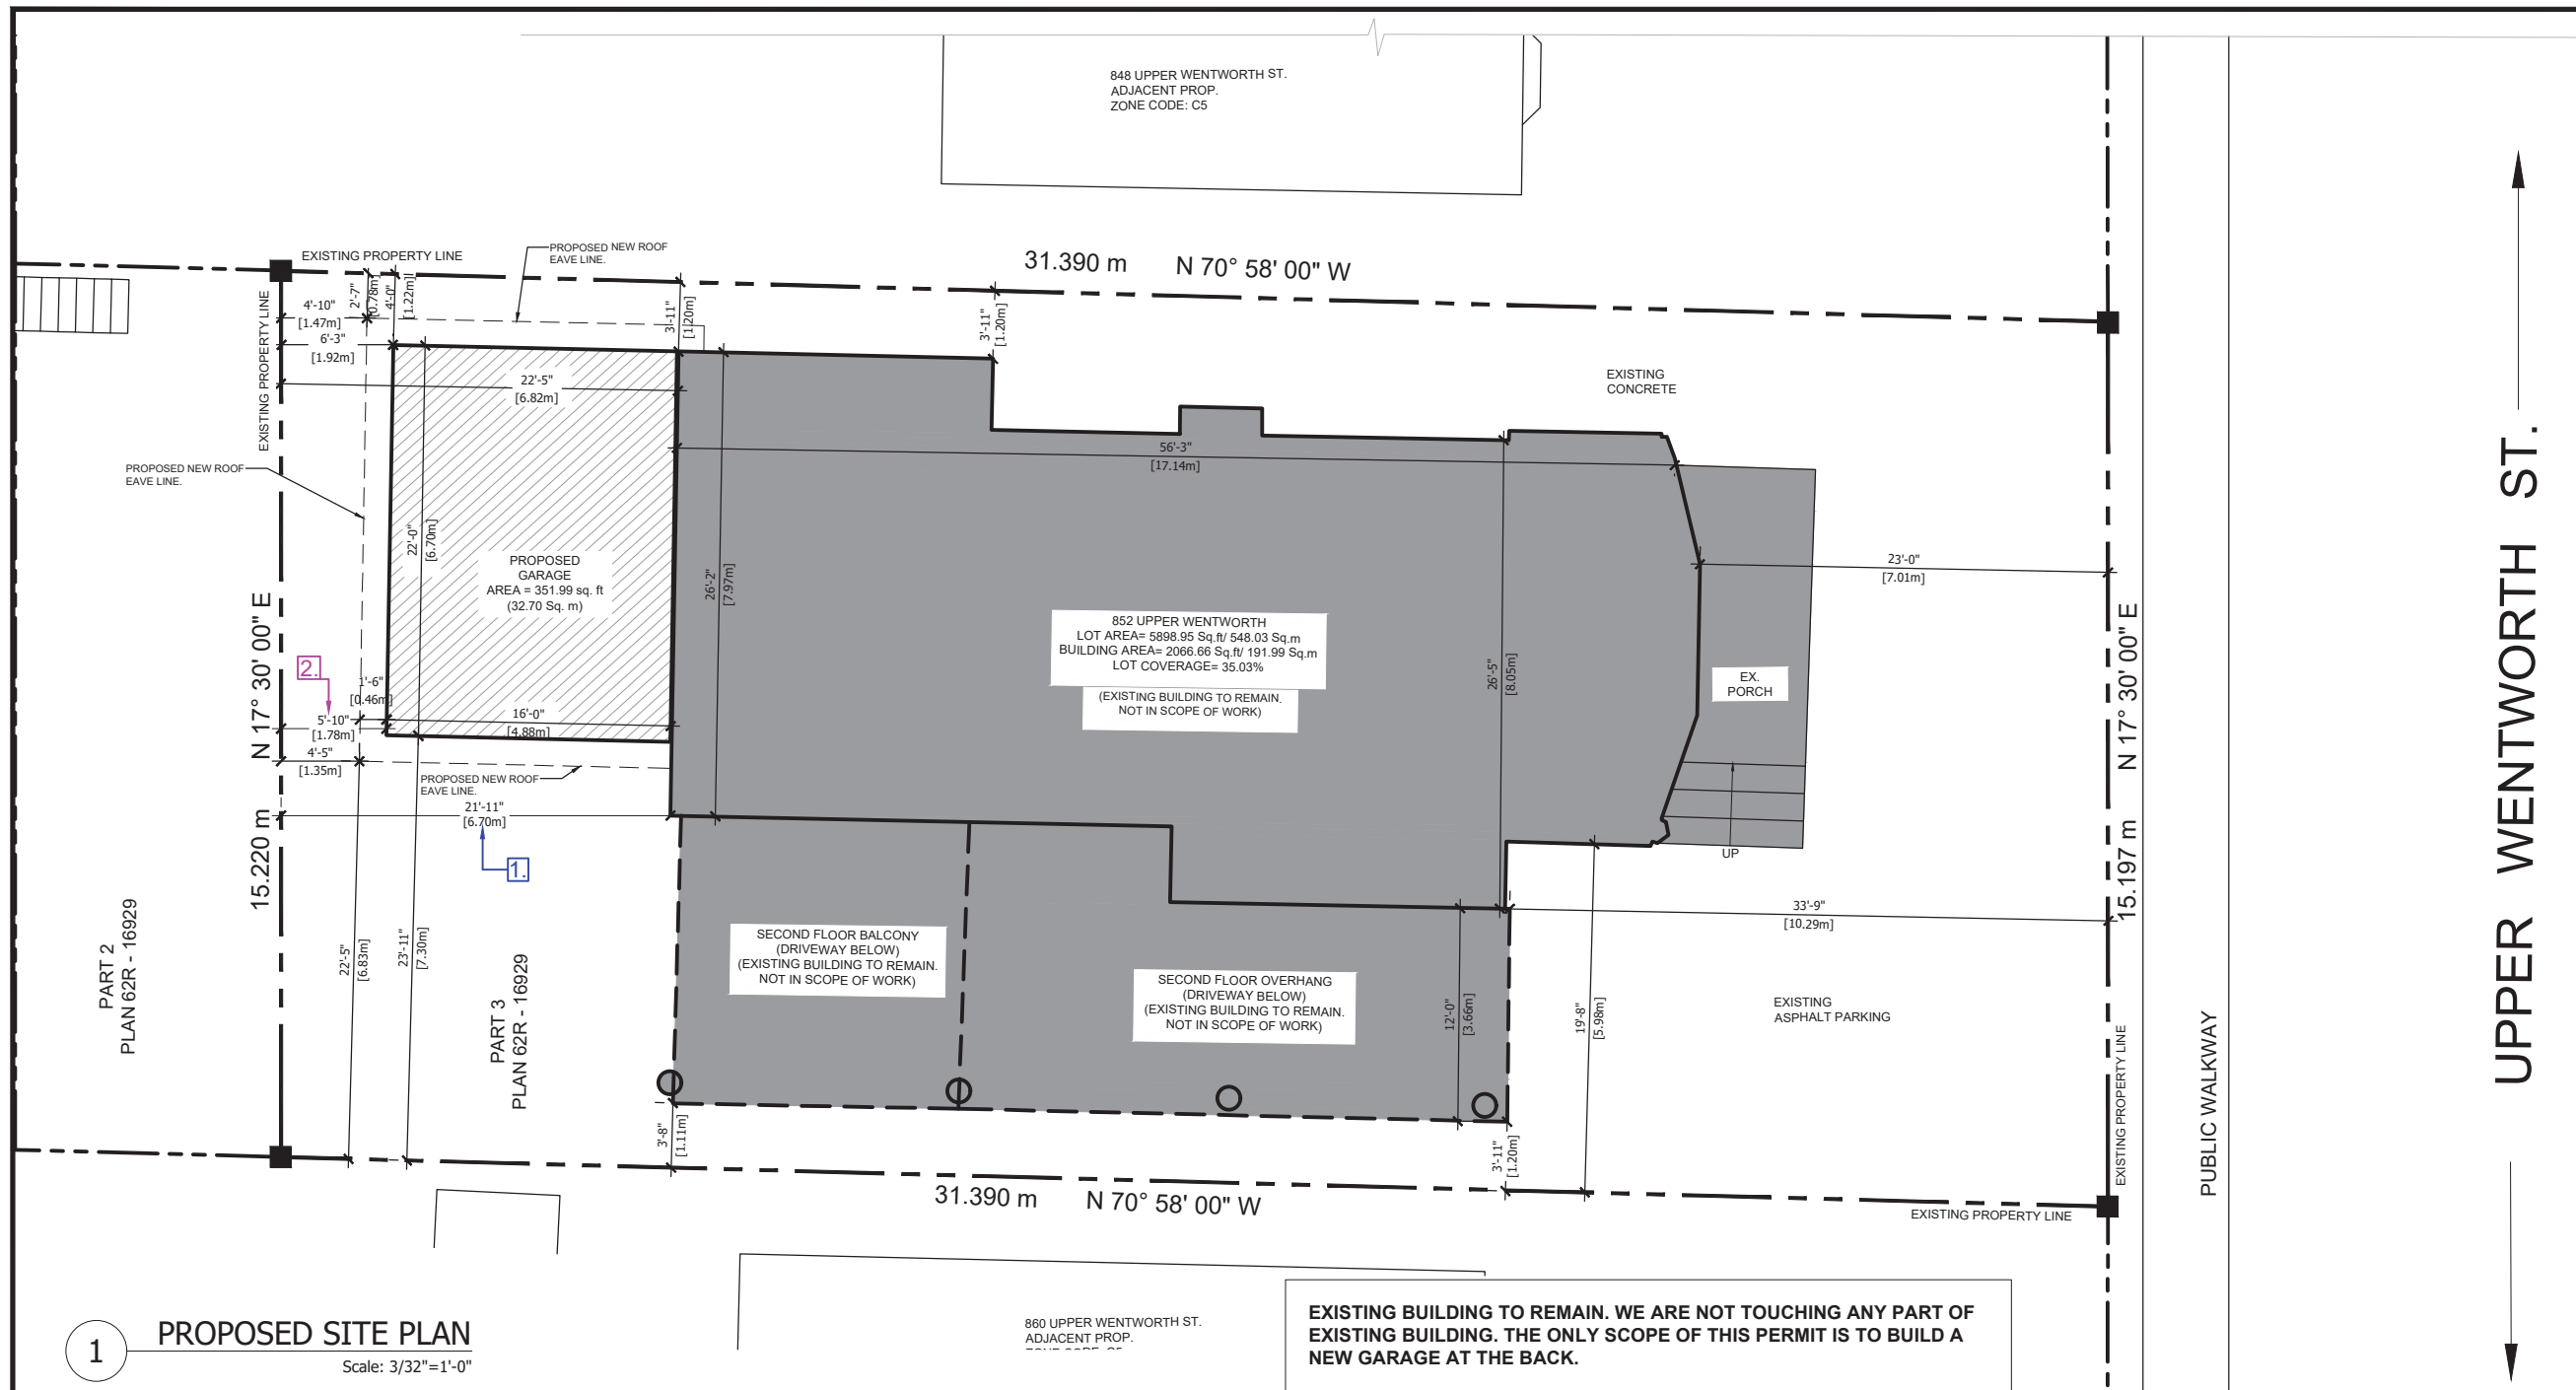 848 UPPER WENTWORTH ST.
ADJACENT PROP.
ZONE CODE: C5
EXISTING PROPERTY LINE
PROPOSED NEW ROOF
EAVE LINE.
31.390 m N 70° 58' 00" W
4'-10"
[1.47m]
2'-7"
[0.78m]
4'-0"
[1.22m]
3'-11"
[1.20m]
3'-11"
[1.20m]
6'-3"
[1.92m]
EXISTING PROPERTY LINE
22'-5"
[6.82m]
EXISTING
CONCRETE
PROPOSED NEW ROOF
EAVE LINE.
56'-3"
[17.14m]
22'-0"
[6.70m]
PROPOSED
GARAGE
AREA = 351.99 sq. ft
(32.70 Sq. m)
26'-2"
[7.97m]
23'-0"
[7.01m]
852 UPPER WENTWORTH
LOT AREA= 5898.95 Sq.ft/ 548.03 Sq.m
BUILDING AREA= 2066.66 Sq.ft/ 191.99 Sq.m
LOT COVERAGE= 35.03%
(EXISTING BUILDING TO REMAIN.
NOT IN SCOPE OF WORK)
26'-5"
[8.05m]
EX.
PORCH
UP
15.220 m N 17° 30' 00" E
2.
1'-6"
[0.46m]
5'-10"
[1.78m]
16'-0"
[4.88m]
4'-5"
[1.35m]
PROPOSED NEW ROOF
EAVE LINE.
21'-11"
[6.70m]
1.
15.197 m N 17° 30' 00" E
UPPER WENTWORTH ST.
33'-9"
[10.29m]
PART 2
PLAN 62R - 16929
22'-5"
[6.83m]
23'-11"
[7.30m]
PART 3
PLAN 62R - 16929
SECOND FLOOR BALCONY
(DRIVEWAY BELOW)
(EXISTING BUILDING TO REMAIN.
NOT IN SCOPE OF WORK)
SECOND FLOOR OVERHANG
(DRIVEWAY BELOW)
(EXISTING BUILDING TO REMAIN.
NOT IN SCOPE OF WORK)
12'-0"
[3.66m]
19'-8"
[5.98m]
EXISTING
ASPHALT PARKING
EXISTING PROPERTY LINE
PUBLIC WALKWAY
3'-8"
[1.11m]
3'-11"
[1.20m]
31.390 m N 70° 58' 00" W
EXISTING PROPERTY LINE
1
PROPOSED SITE PLAN
Scale: 3/32"=1'-0"
860 UPPER WENTWORTH ST.
ADJACENT PROP.
EXISTING BUILDING TO REMAIN. WE ARE NOT TOUCHING ANY PART OF
EXISTING BUILDING. THE ONLY SCOPE OF THIS PERMIT IS TO BUILD A
NEW GARAGE AT THE BACK.